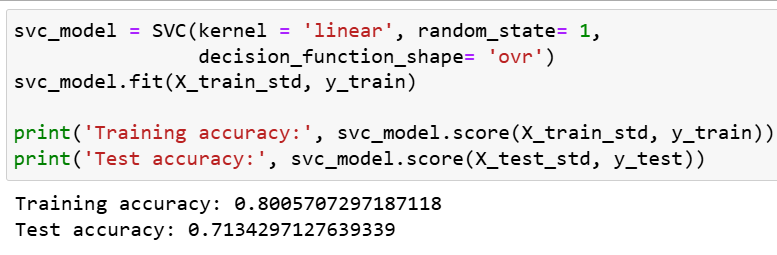 svc_model = SVC(kernel = 'linear', random_state= 1,
decision_function_shape= 'ovr')
svc_model.fit(X_train_std, y_train)
print('Training accuracy:', svc_model.score(X_train_std, y_train))
print('Test accuracy:', svc_model.score(X_test_std, y_test))
Training accuracy: 0.8005707297187118
Test accuracy: 0.7134297127639339